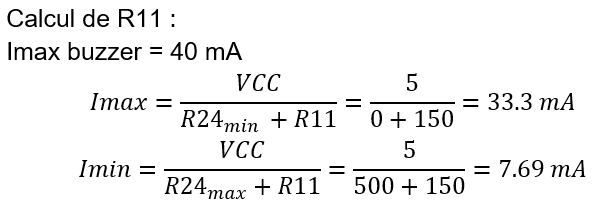 Calcul de R11 :
Imax buzzer = 40 mA
Imax = VCC / (R24min + R11) = 5 / (0 + 150) = 33.3 mA
Imin = VCC / (R24max + R11) = 5 / (500 + 150) = 7.69 mA